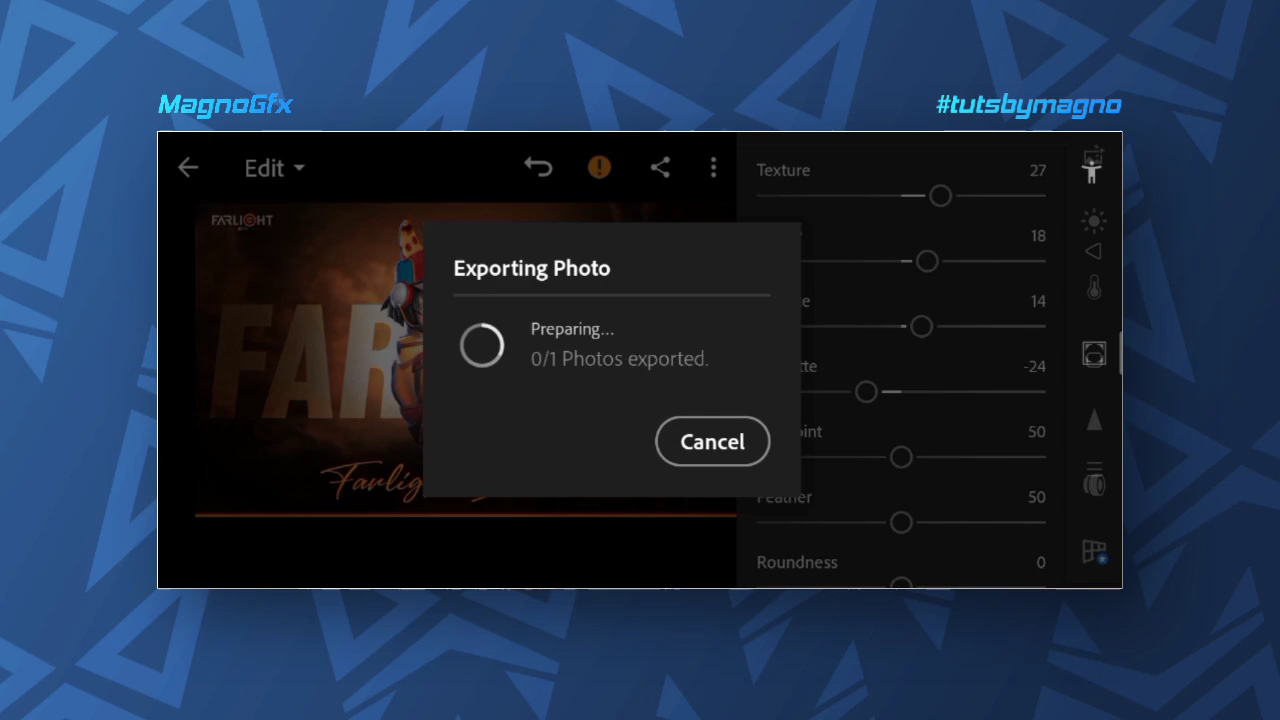 MagnoGfx
#tutsbymagno
Edit
Texture 27
18
14
-24
50
Feather 50
Roundness 0
FARLIGHT
FAR
Exporting Photo
Preparing...
0/1 Photos exported.
Cancel